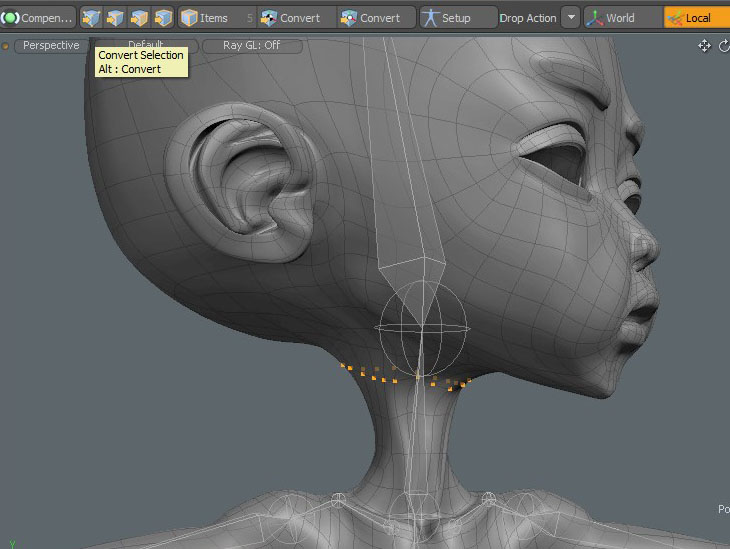 Compen... Items 5 Convert Convert Setup Drop Action World Local
Perspective Default Ray GL: Off
Convert Selection
Alt : Convert
Po
Y